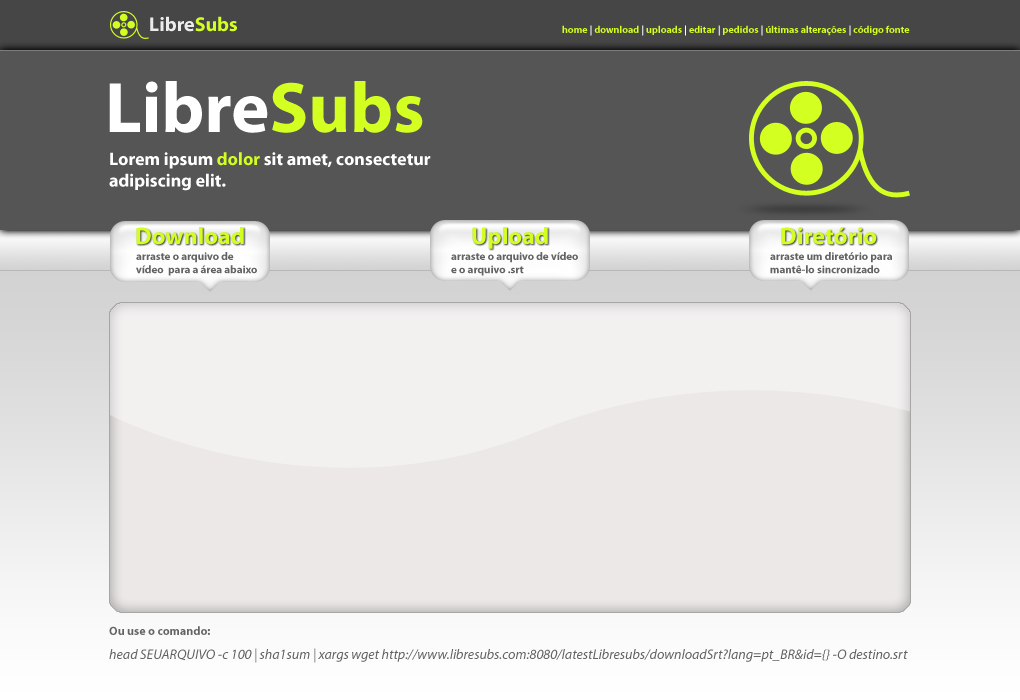 LibreSubs
home | download | uploads | editar | pedidos | últimas alterações | código fonte
LibreSubs
Lorem ipsum dolor sit amet, consectetur
adipiscing elit.
Download
arraste o arquivo de
vídeo para a área abaixo
Upload
arraste o arquivo de vídeo
e o arquivo .srt
Diretório
arraste um diretório para
mantê-lo sincronizado
Ou use o comando:
head SEUARQUIVO -c 100 | sha1sum | xargs wget http://www.libresubs.com:8080/latestLibresubs/downloadSrt?lang=pt_BR&id={} -O destino.srt